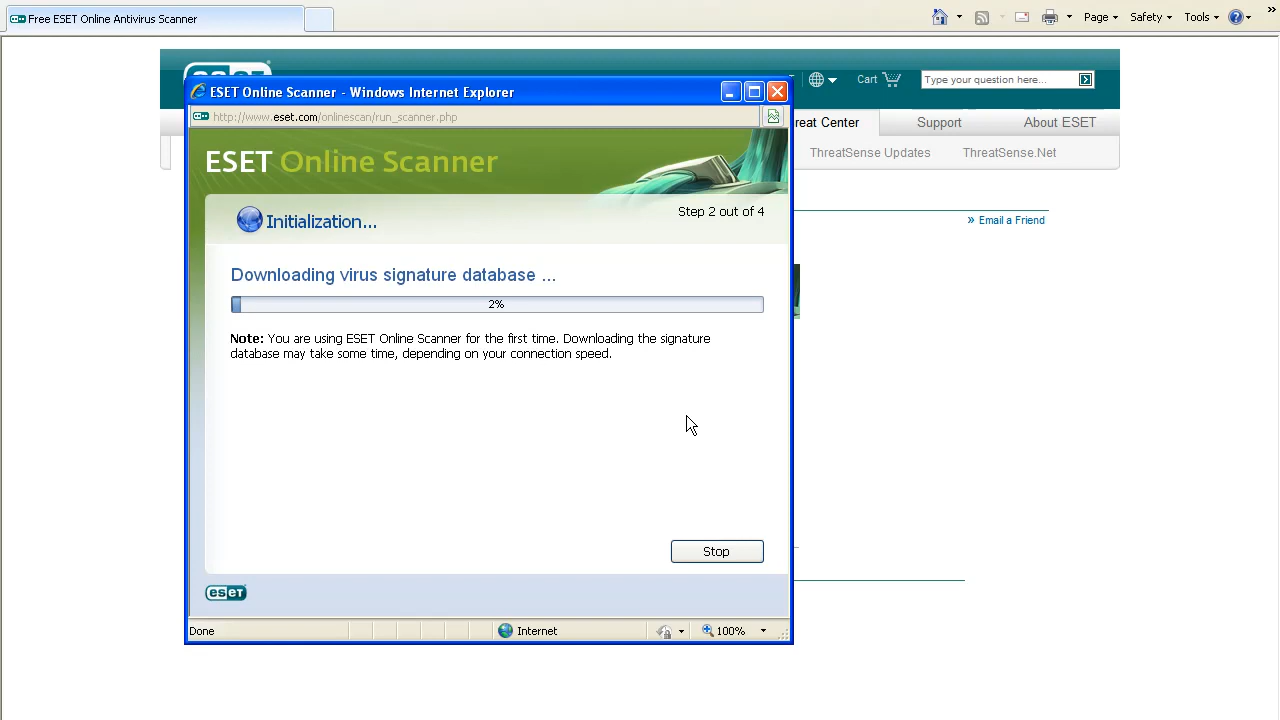 Free ESET Online Antivirus Scanner
Page
Safety
Tools
Cart
Type your question here...
ESET Online Scanner - Windows Internet Explorer
http://www.eset.com/onlinescan/run_scanner.php
reat Center
Support
About ESET
ESET Online Scanner
ThreatSense Updates
ThreatSense.Net
Initialization...
Step 2 out of 4
» Email a Friend
Downloading virus signature database ...
2%
Note: You are using ESET Online Scanner for the first time. Downloading the signature
database may take some time, depending on your connection speed.
Stop
eset
Done
Internet
100%